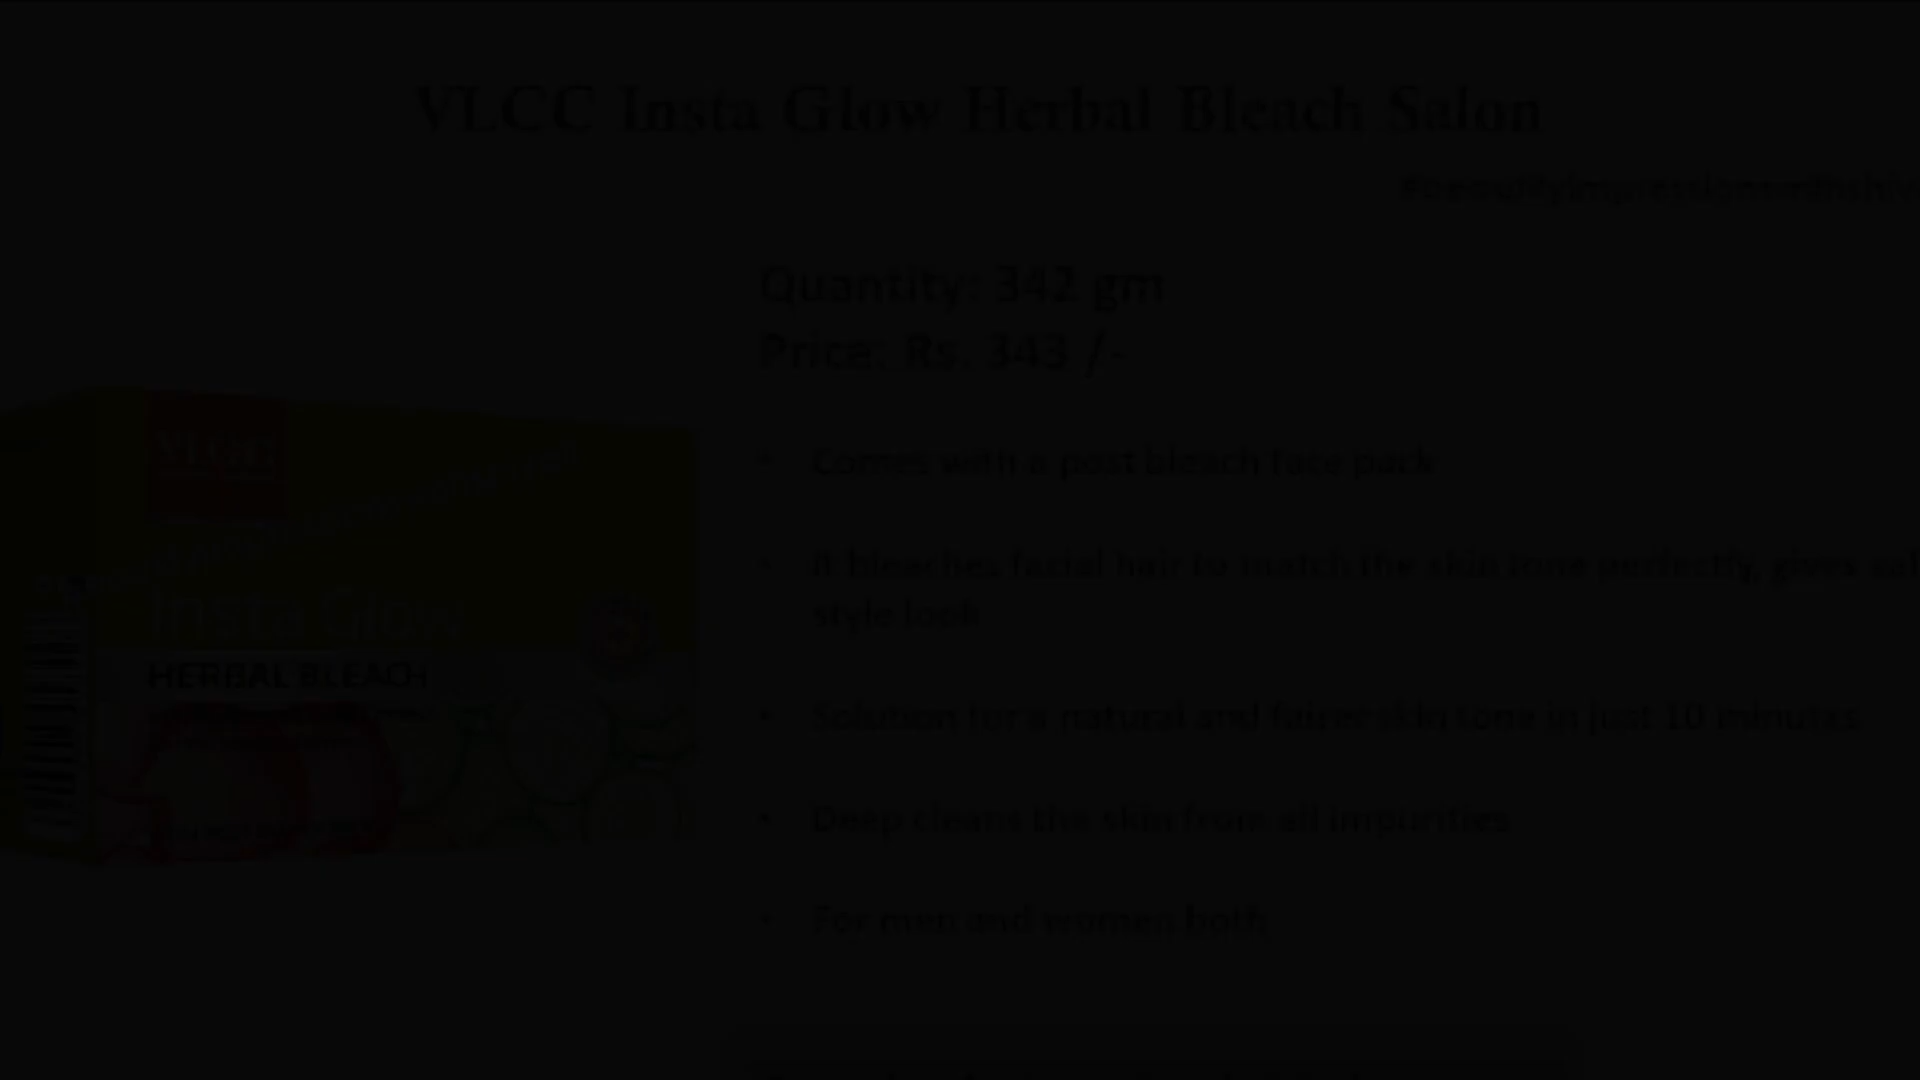 VLCC Insta Glow Herbal Bleach Salon
Quantity: 342 gm
Price: Rs. 343 /-
VLCC
Insta Glow
HERBAL BLEACH
• Comes with a post bleach face pack
• It bleaches facial hair to match the skin tone perfectly, gives
style look
• Solution for a natural and fairer skin tone in just 10 minutes
• Deep cleans the skin from all impurities
• For men and women both